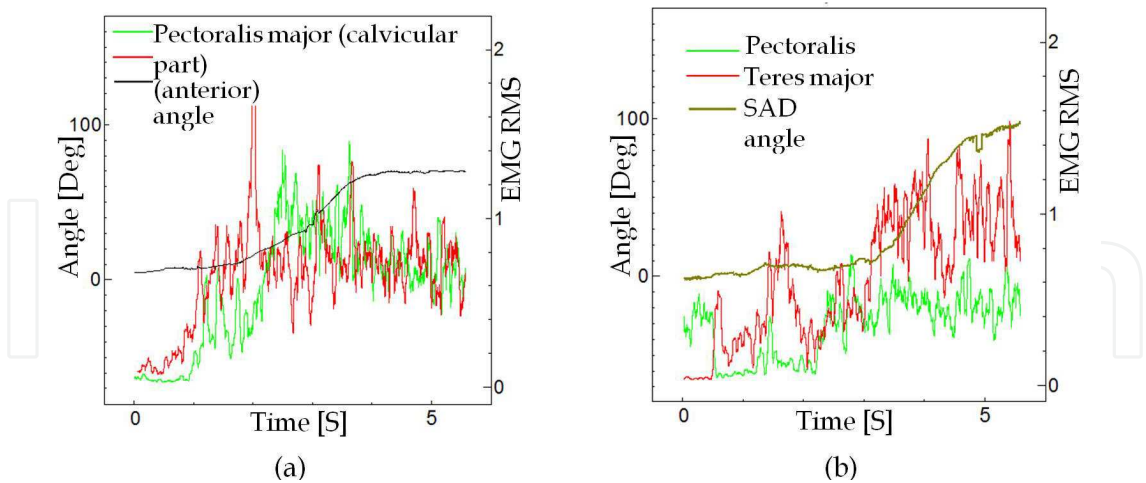 Pectoralis major (calvicular
part)
(anterior)
angle
100
0
Angle [Deg]
2
1
0
EMG RMS
0
5
Time [S]
(a)
Pectoralis
Teres major
SAD
angle
100
0
Angle [Deg]
2
1
0
EMG RMS
0
5
Time [S]
(b)